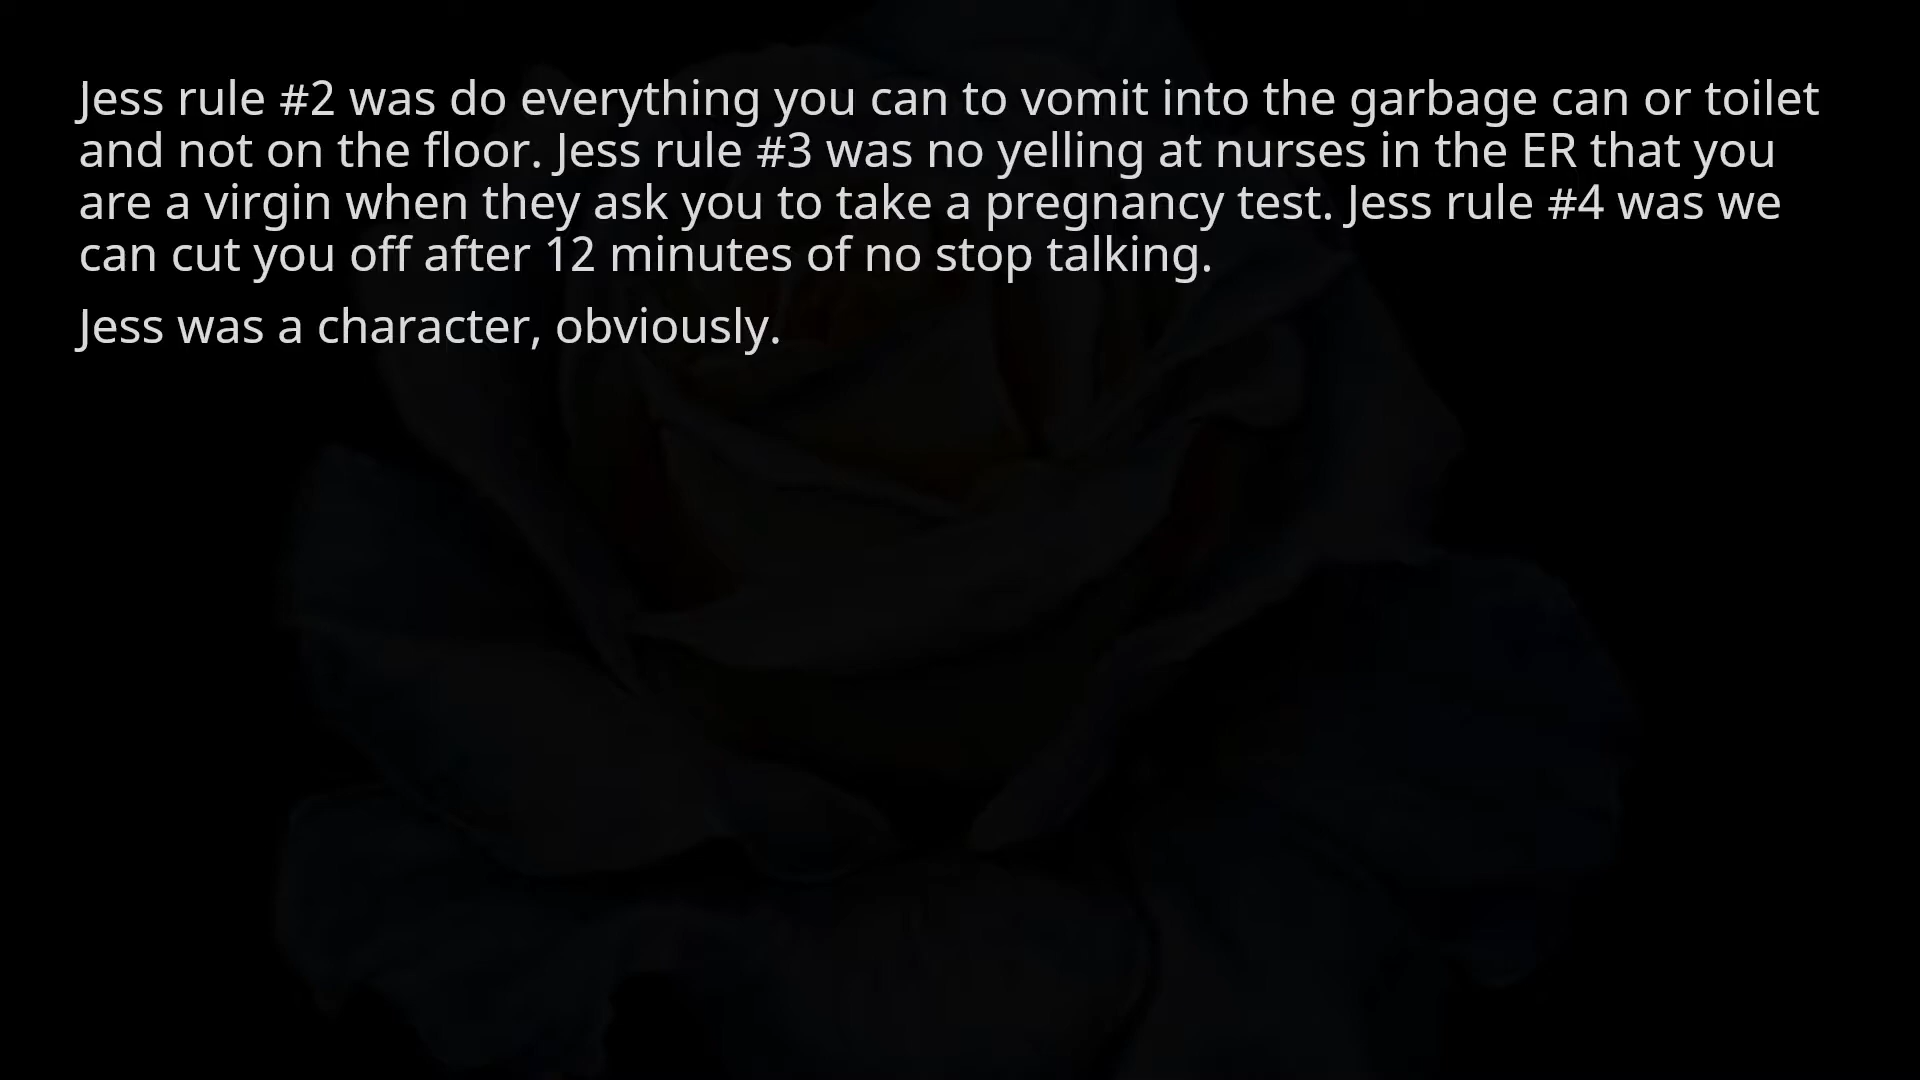 Jess rule #2 was do everything you can to vomit into the garbage can or toilet
and not on the floor. Jess rule #3 was no yelling at nurses in the ER that you
are a virgin when they ask you to take a pregnancy test. Jess rule #4 was we
can cut you off after 12 minutes of no stop talking.
Jess was a character, obviously.